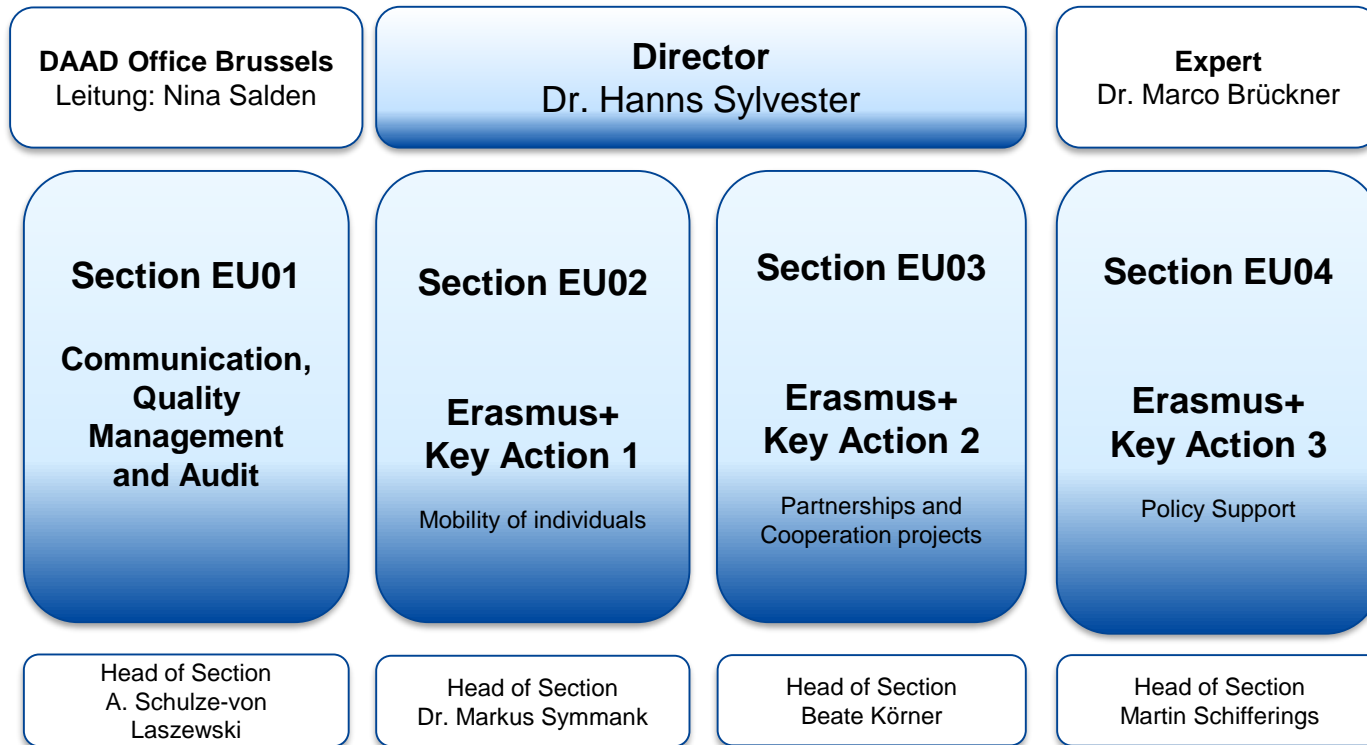 DAAD Office Brussels
Leitung: Nina Salden
Director
Dr. Hanns Sylvester
Expert
Dr. Marco Brückner
Section EU01
Communication,
Quality
Management
and Audit
Section EU02
Erasmus+
Key Action 1
Mobility of individuals
Section EU03
Erasmus+
Key Action 2
Partnerships and
Cooperation projects
Section EU04
Erasmus+
Key Action 3
Policy Support
Head of Section
A. Schulze-von
Laszewski
Head of Section
Dr. Markus Symmank
Head of Section
Beate Körner
Head of Section
Martin Schifferings